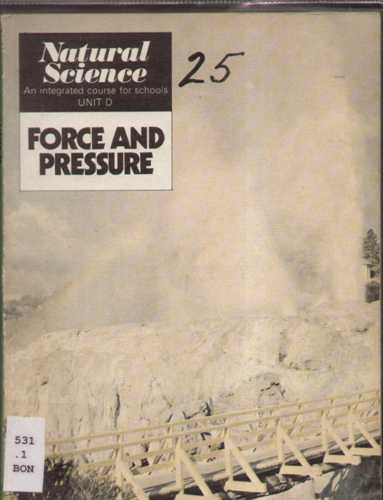 Natural
Science
An integrated course for schools
UNIT D
25
FORCE AND
PRESSURE
531
.1
BON